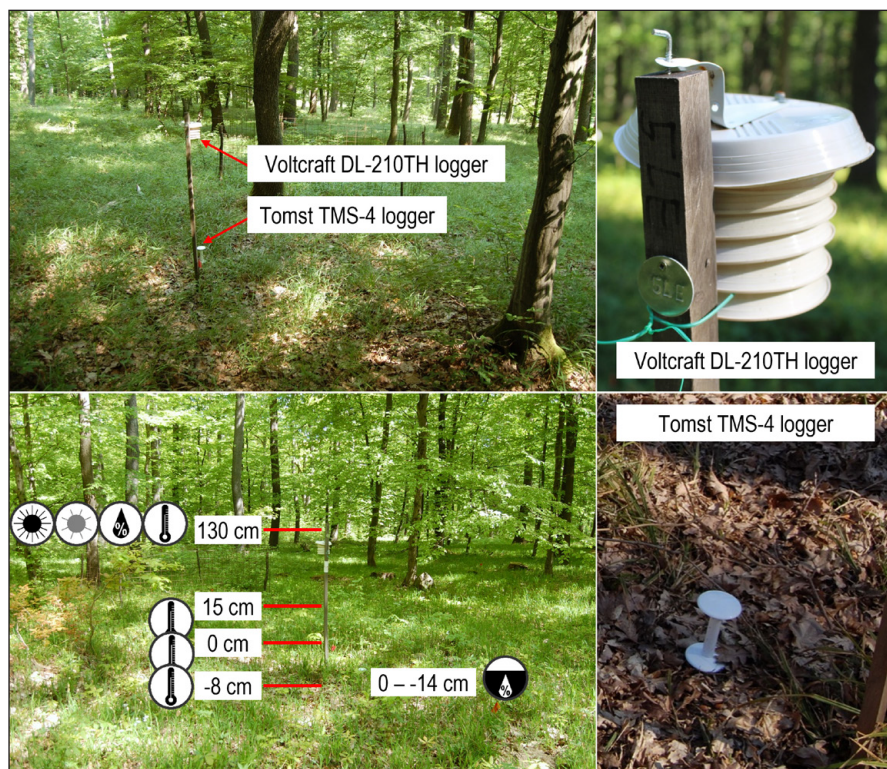 Voltcraft DL-210TH logger
Tomst TMS-4 logger
Voltcraft DL-210TH logger
130 cm
15 cm
0 cm
-8 cm
0 – -14 cm
%
%
Tomst TMS-4 logger